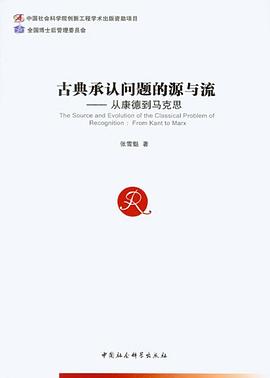 中国社会科学院创新工程学术出版资助项目
全国博士后管理委员会
古典承认问题的源与流
——从康德到马克思
The Source and Evolution of the Classical Problem of
Recognition：From Kant to Marx
张雪魁 著
R
中国社会科学出版社